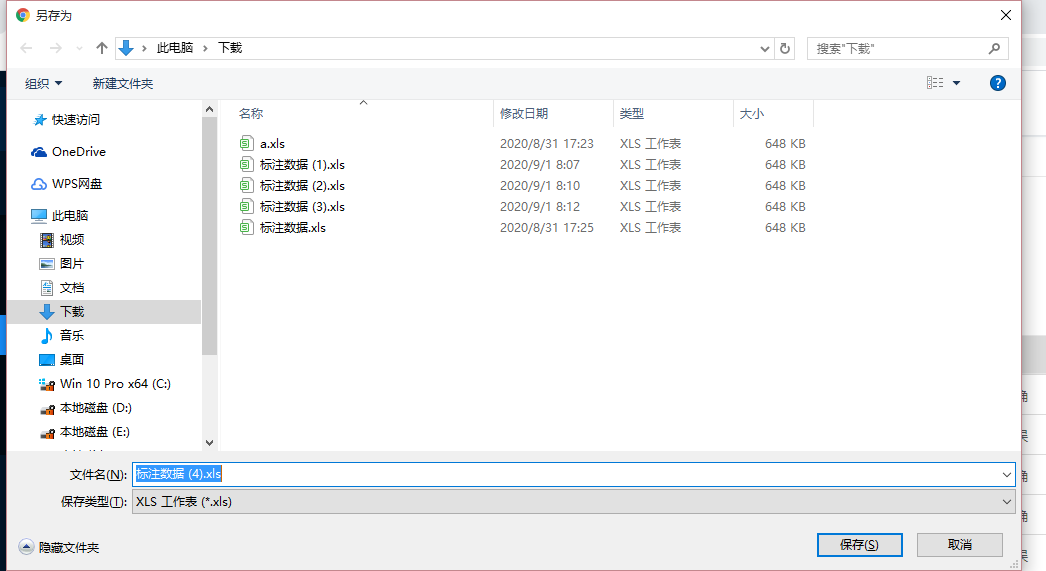 另存为
此电脑 下载
搜索"下载"
组织 新建文件夹
快速访问
OneDrive
WPS网盘
此电脑
视频
图片
文档
下载
音乐
桌面
Win 10 Pro x64 (C:)
本地磁盘 (D:)
本地磁盘 (E:)
名称 修改日期 类型 大小
a.xls 2020/8/31 17:23 XLS 工作表 648 KB
标注数据 (1).xls 2020/9/1 8:07 XLS 工作表 648 KB
标注数据 (2).xls 2020/9/1 8:10 XLS 工作表 648 KB
标注数据 (3).xls 2020/9/1 8:12 XLS 工作表 648 KB
标注数据.xls 2020/8/31 17:25 XLS 工作表 648 KB
文件名(N): 标注数据 (4).xls
保存类型(T): XLS 工作表 (*.xls)
隐藏文件夹 保存(S) 取消